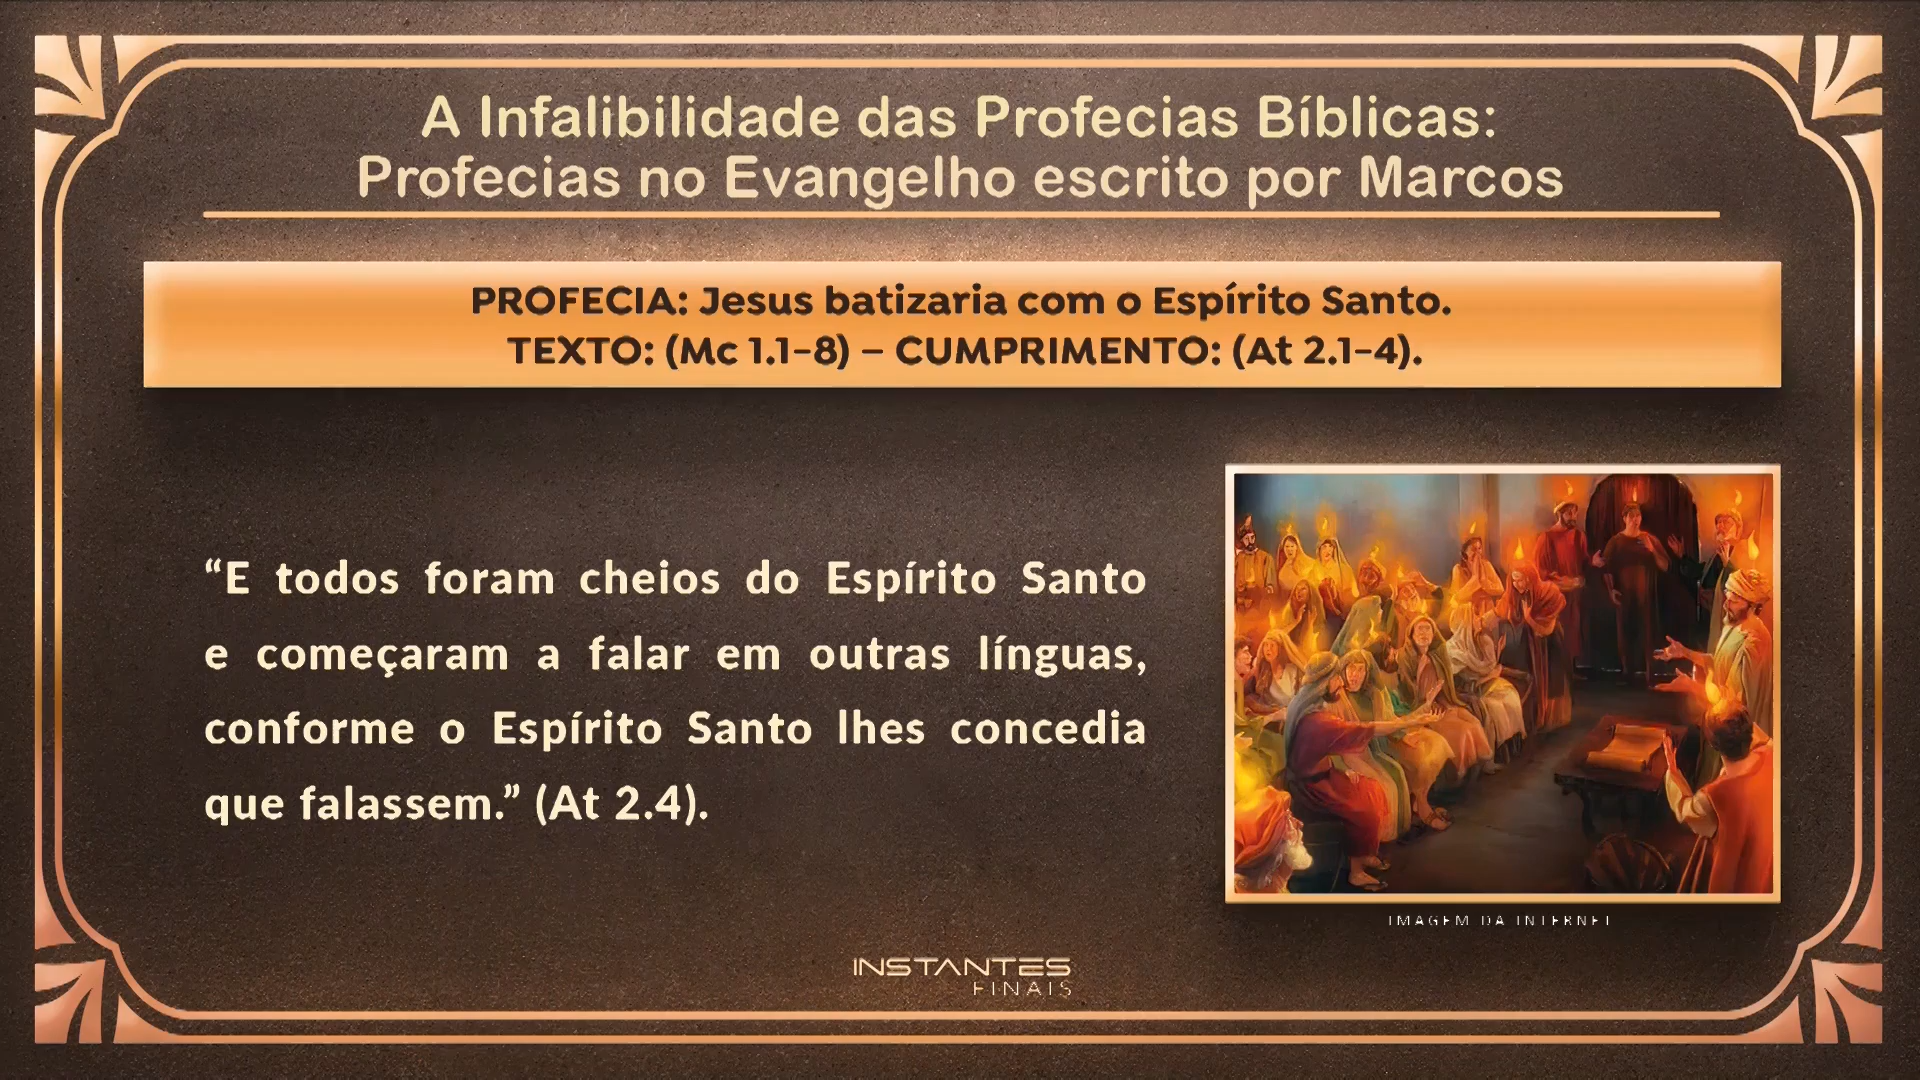 A Infalibilidade das Profecias Bíblicas:
Profecias no Evangelho escrito por Marcos
PROFECIA: Jesus batizaria com o Espírito Santo.
TEXTO: (Mc 1.1-8) – CUMPRIMENTO: (At 2.1-4).
“E todos foram cheios do Espírito Santo
e começaram a falar em outras línguas,
conforme o Espírito Santo lhes concedia
que falassem.” (At 2.4).
IMAGEM DA INTERNET
INSTANTES
FINAIS